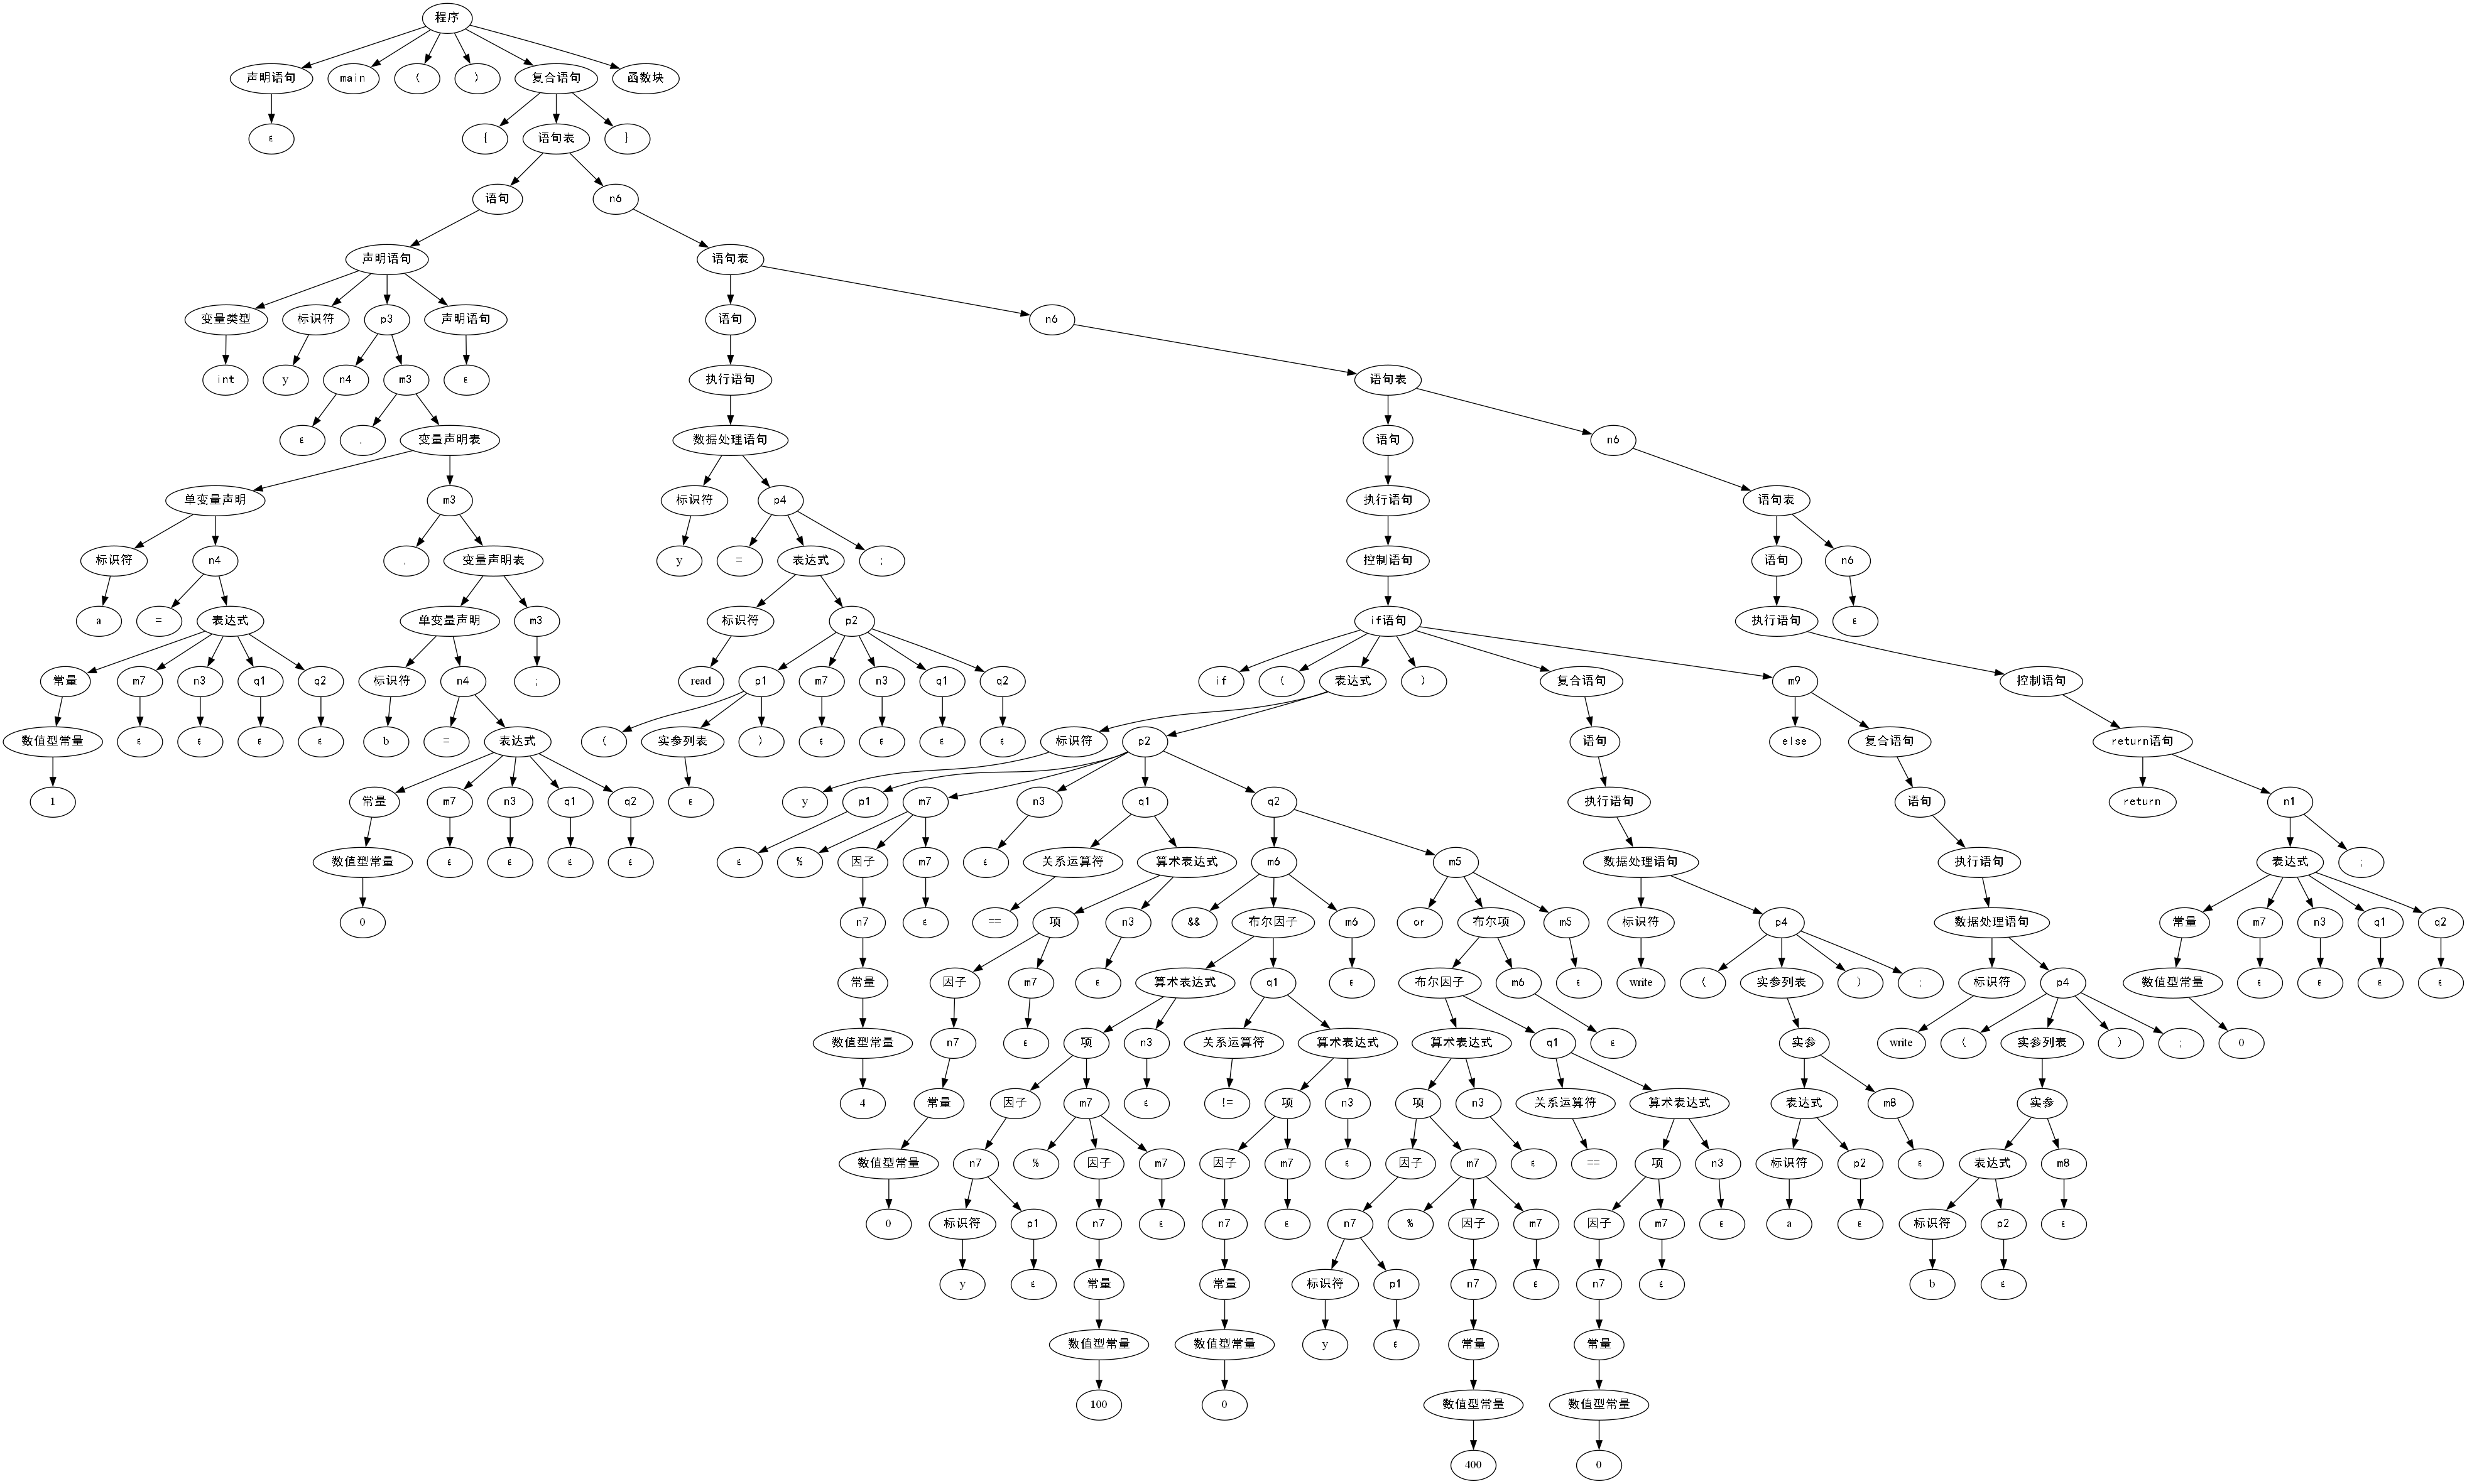 程序
声明语句 main ( ) 复合语句 函数块
ε { 语句表 }
语句 n6
声明语句 语句表
变量类型 标识符 p3 声明语句 语句 n6
int y n4 m3 ε 执行语句 语句表
ε , 变量声明表 数据处理语句 语句 n6
单变量声明 m3 标识符 p4 执行语句 语句表
标识符 n4 , 变量声明表 y = 表达式 ; 控制语句 语句 n6
a = 表达式 单变量声明 m3 标识符 p2 if语句 执行语句 ε
常量 m7 n3 q1 q2 标识符 n4 ; read p1 m7 n3 q1 q2 if ( 表达式 ) 复合语句 m9 控制语句
数值型常量 ε ε ε ε b = 表达式 ( 实参列表 ) ε ε ε ε 标识符 p2 语句 else 复合语句 return语句
1 常量 m7 n3 q1 q2 ε y p1 m7 n3 q1 q2 执行语句 语句 return n1
数值型常量 ε ε ε ε ε % 因子 m7 ε 关系运算符 算术表达式 m6 m5 数据处理语句 执行语句 表达式 ;
0 n7 ε == 项 n3 && 布尔因子 m6 or 布尔项 m5 标识符 p4 数据处理语句 常量 m7 n3 q1 q2
常量 因子 m7 ε 算术表达式 q1 ε 布尔因子 m6 ε write ( 实参列表 ) ; 标识符 p4 数值型常量 ε ε ε ε
数值型常量 n7 ε 项 n3 关系运算符 算术表达式 算术表达式 q1 ε 实参 write ( 实参列表 ) ; 0
4 常量 因子 m7 ε != 项 n3 项 n3 关系运算符 算术表达式 表达式 m8 实参
数值型常量 n7 % 因子 m7 因子 m7 ε 因子 m7 ε == 项 n3 标识符 p2 ε 表达式 m8
0 标识符 p1 n7 ε n7 ε n7 % 因子 m7 因子 m7 ε a ε 标识符 p2 ε
y ε 常量 常量 标识符 p1 n7 ε n7 ε b ε
数值型常量 数值型常量 y ε 常量 常量
100 0 数值型常量 数值型常量
400 0